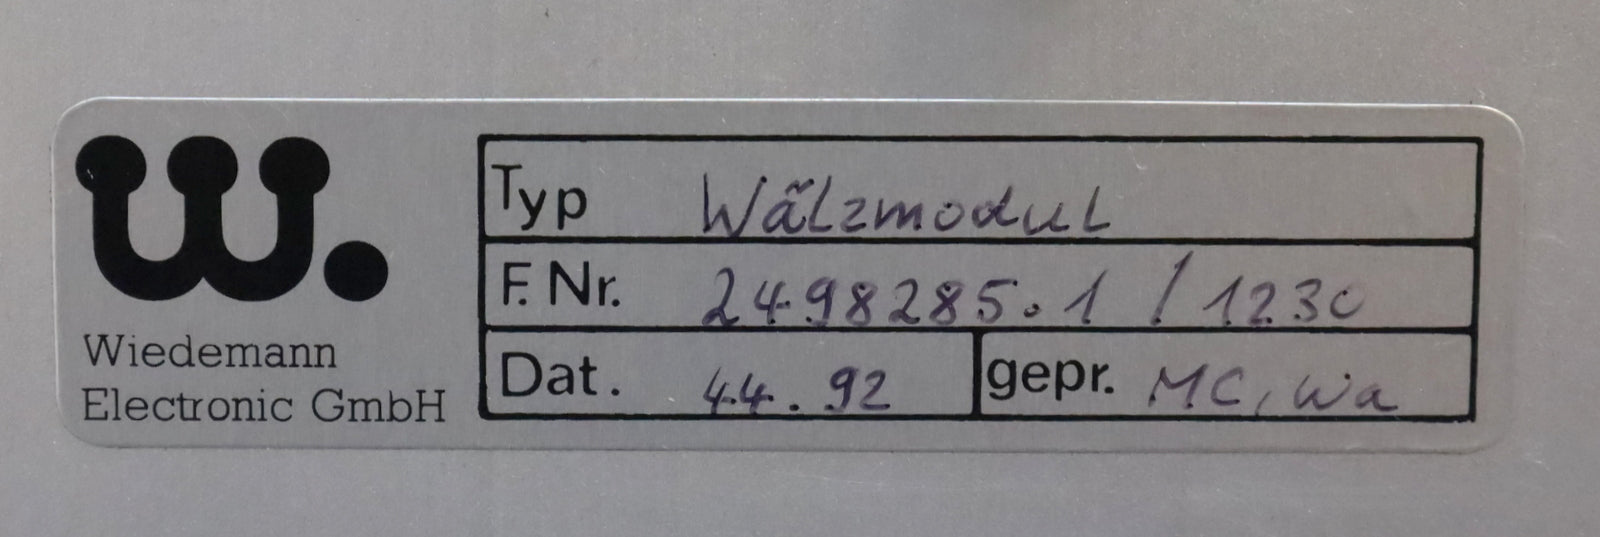 W.
Wiedemann
Electronic GmbH
Typ Wälzmodul
F. Nr. 2498285.1 / 1230
Dat. 44.92 gepr. MC, Wa